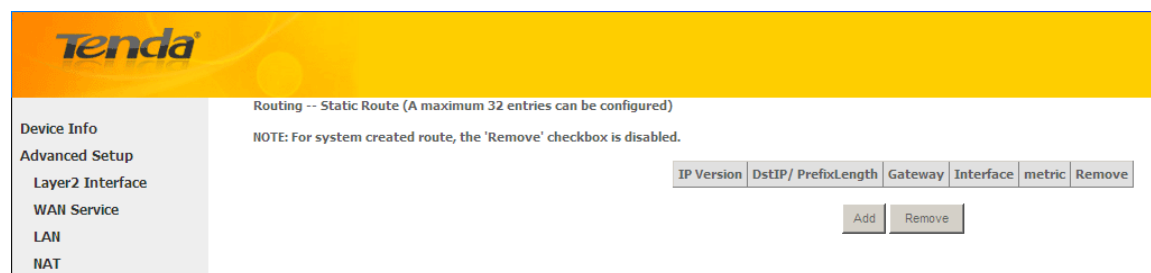 Tenda
Routing -- Static Route (A maximum 32 entries can be configured)
NOTE: For system created route, the 'Remove' checkbox is disabled.
Device Info
Advanced Setup
Layer2 Interface
WAN Service
LAN
NAT
IP Version DstIP/ PrefixLength Gateway Interface metric Remove
Add Remove